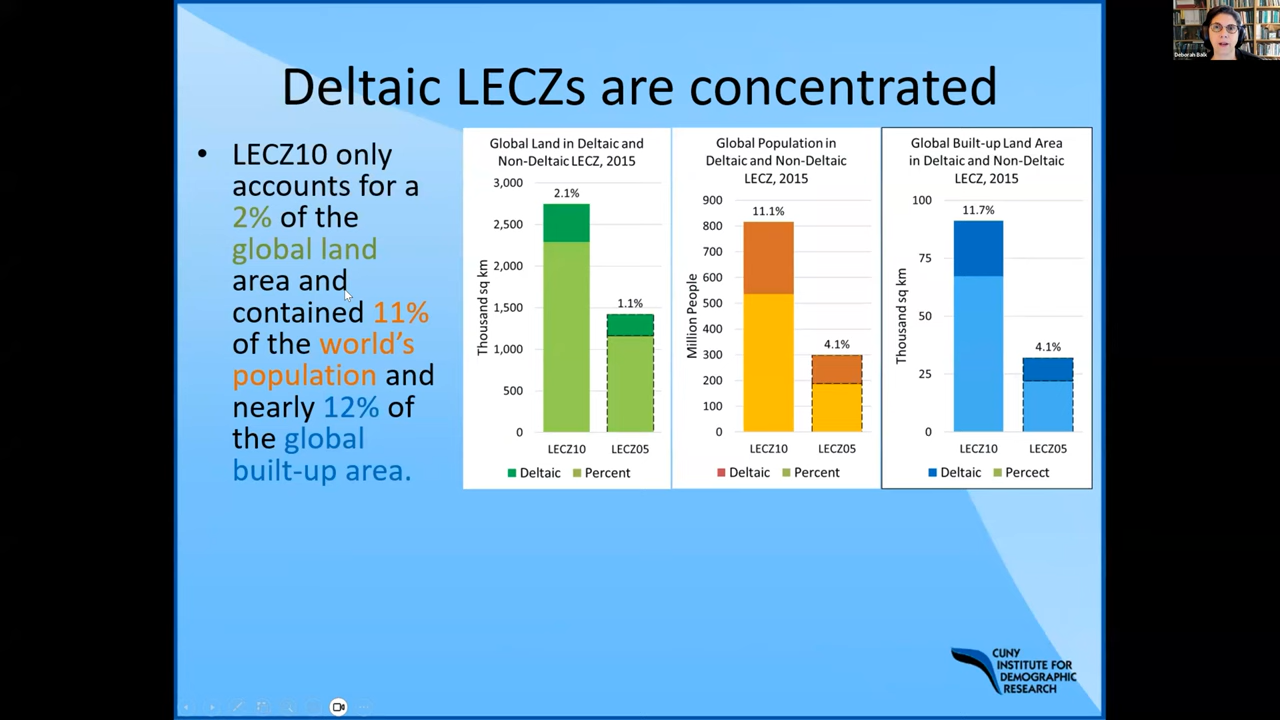 Deltaic LECZs are concentrated
• LECZ10 only
accounts for a
2% of the
global land
area and
contained 11%
of the world's
population and
nearly 12% of
the global
built-up area.
Global Land in Deltaic and
Non-Deltaic LECZ, 2015
Thousand sq km
3,000
2,500
2,000
1,500
1,000
500
0
2.1%
1.1%
LECZ10 LECZ05
Deltaic Percent
Global Population in
Deltaic and Non-Deltaic
LECZ, 2015
Million People
900
800
700
600
500
400
300
200
100
0
11.1%
4.1%
LECZ10 LECZ05
Deltaic Percent
Global Built-up Land Area
in Deltaic and Non-Deltaic
LECZ, 2015
Thousand sq km
100
75
50
25
0
11.7%
4.1%
LECZ10 LECZ05
Deltaic Percect
CUNY
INSTITUTE FOR
DEMOGRAPHIC
RESEARCH
Deborah Balk